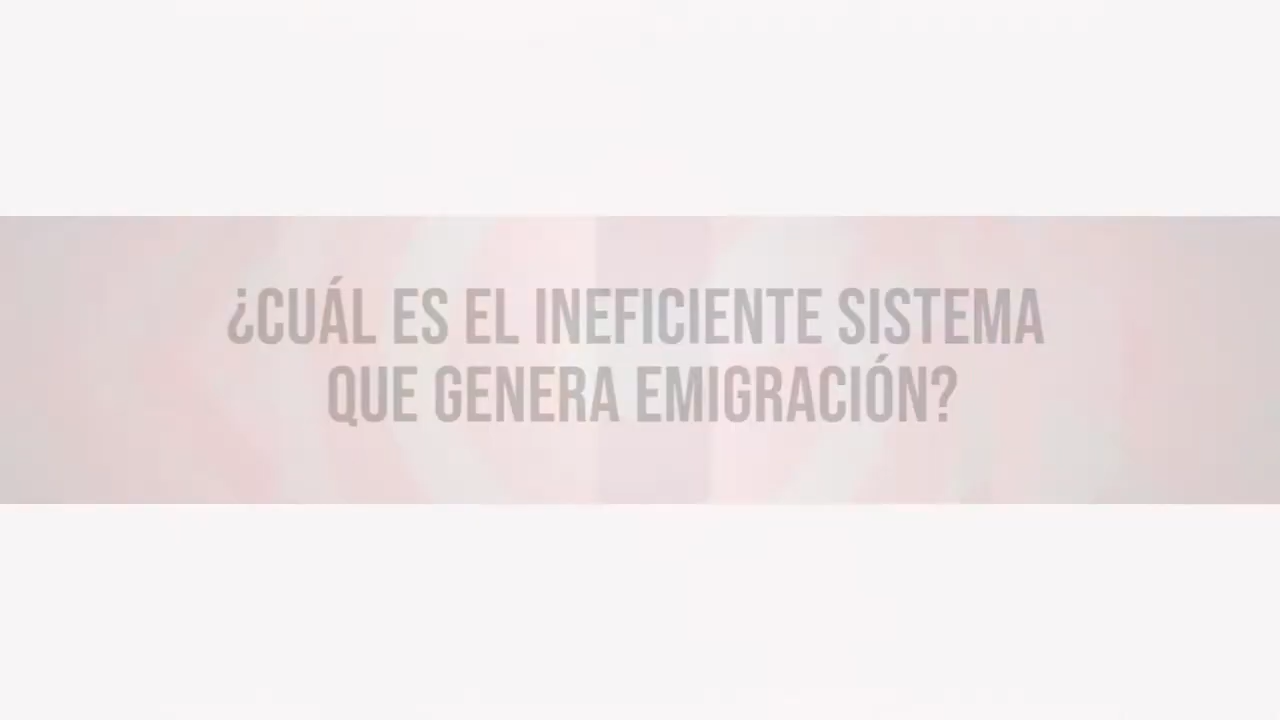 ¿CUÁL ES EL INEFICIENTE SISTEMA
QUE GENERA EMIGRACIÓN?